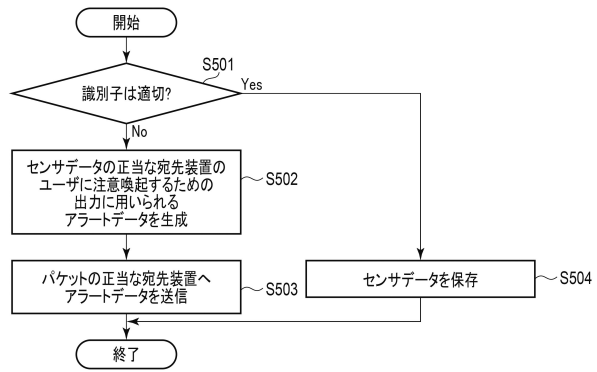 開始
S501
識別子は適切?
Yes
No
センサデータの正当な宛先装置の
ユーザに注意喚起するための
出力に用いられる
アラートデータを生成
S502
パケットの正当な宛先装置へ
アラートデータを送信
S503
センサデータを保存
S504
終了